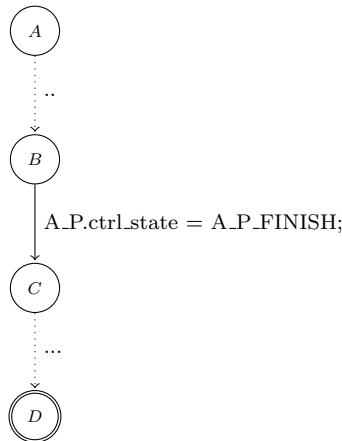 A
..
B
A_P.ctrl_state = A_P_FINISH;
C
...
D